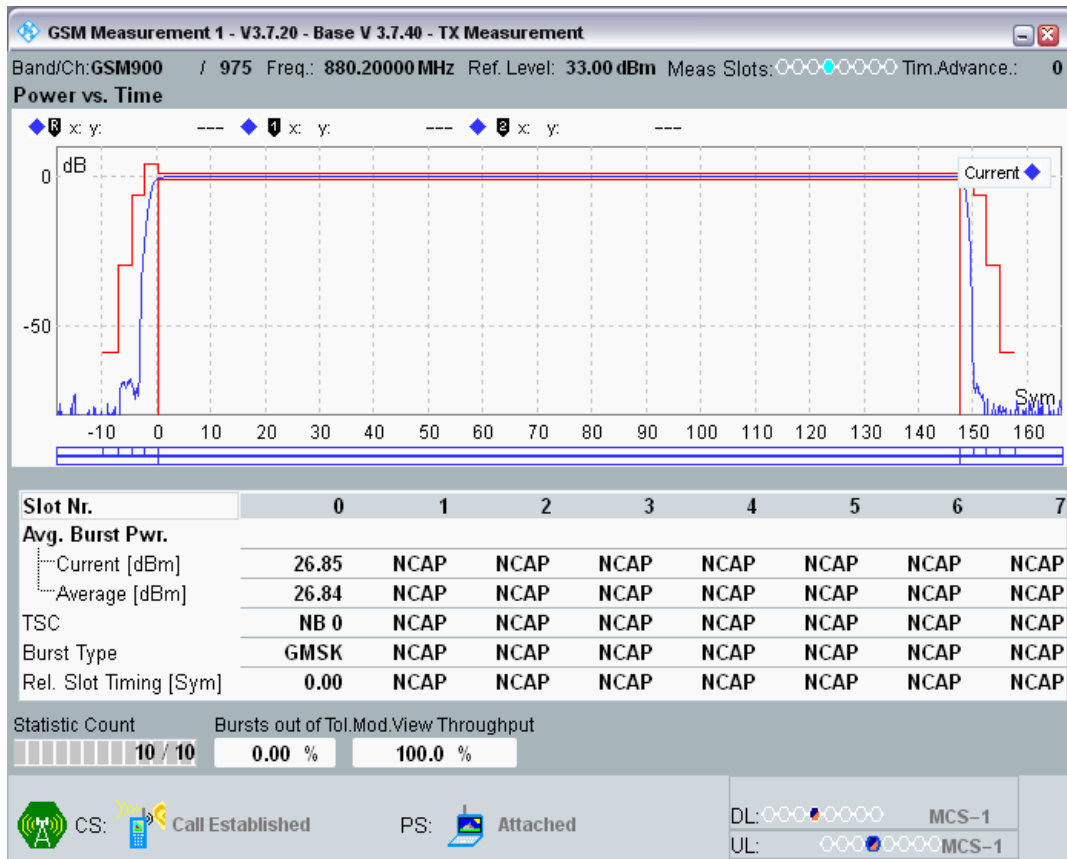 GSM Measurement 1 - V3.7.20 - Base V 3.7.40 - TX Measurement
Band/Ch:GSM900 / 975 Freq.: 880.20000 MHz Ref. Level: 33.00 dBm Meas Slots: Tim.Advance.: 0
Power vs. Time
R x: y: --- 1 x: y: --- 2 x: y: ---
dB
0
Current
-50
Sym
-10 0 10 20 30 40 50 60 70 80 90 100 110 120 130 140 150 160
Slot Nr. 0 1 2 3 4 5 6 7
Avg. Burst Pwr.
Current [dBm] 26.85 NCAP NCAP NCAP NCAP NCAP NCAP NCAP
Average [dBm] 26.84 NCAP NCAP NCAP NCAP NCAP NCAP NCAP
TSC NB 0 NCAP NCAP NCAP NCAP NCAP NCAP NCAP
Burst Type GMSK NCAP NCAP NCAP NCAP NCAP NCAP NCAP
Rel. Slot Timing [Sym] 0.00 NCAP NCAP NCAP NCAP NCAP NCAP NCAP
Statistic Count Bursts out of Tol.Mod.View Throughput
10 / 10 0.00 % 100.0 %
CS: Call Established PS: Attached
DL: MCS-1
UL: MCS-1